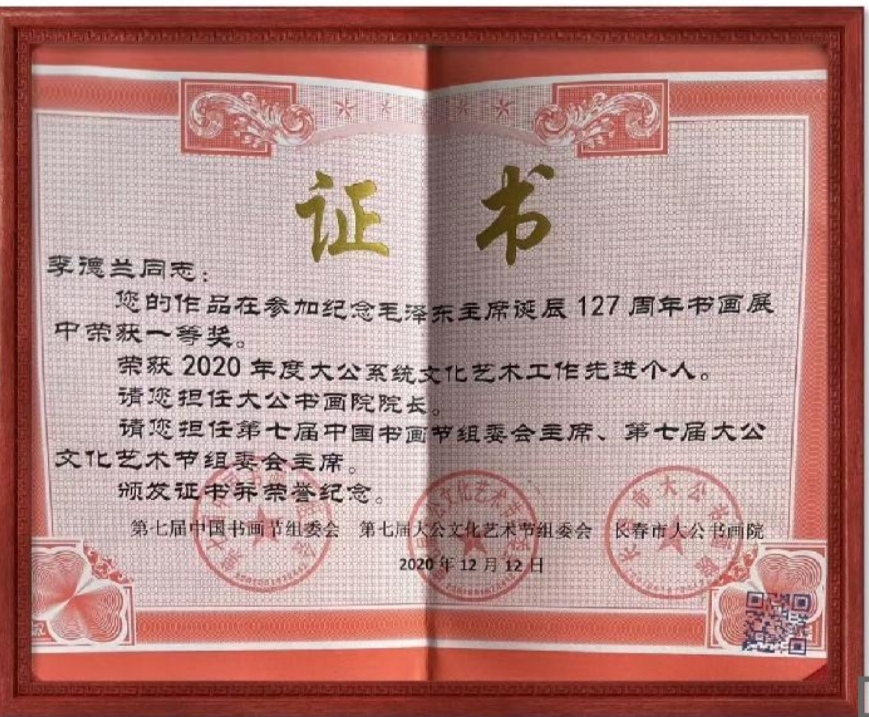 证书
李德兰同志：
您的作品在参加纪念毛泽东主席诞辰127周年书画展
中荣获一等奖。
荣获2020年度大公系统文化艺术工作先进个人。
请您担任大公书画院院长。
请您担任第七届中国书画节组委会主席、第七届大公
文化艺术节组委会主席。
颁发证书并荣誉纪念。
第七届中国书画节组委会 第七届大公文化艺术节组委会 长春市大公书画院
2020年12月12日